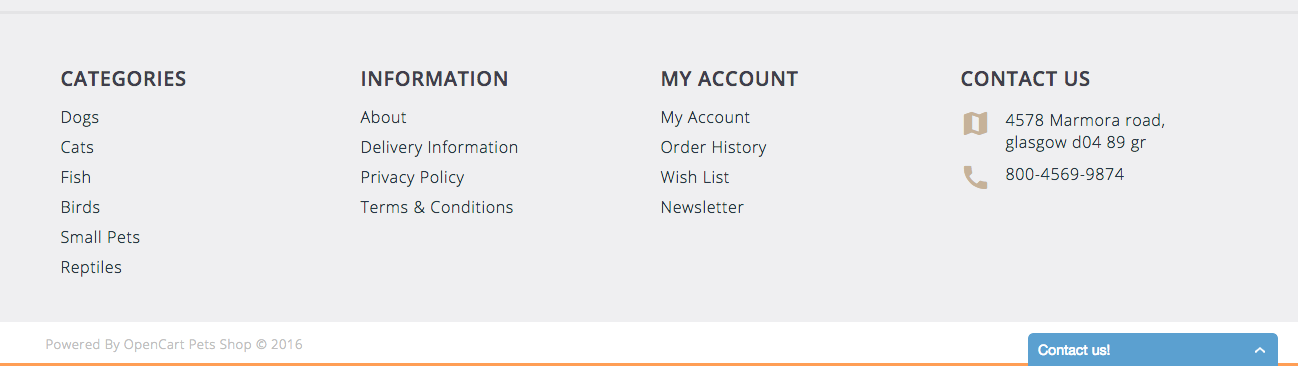 CATEGORIES
Dogs
Cats
Fish
Birds
Small Pets
Reptiles
INFORMATION
About
Delivery Information
Privacy Policy
Terms & Conditions
MY ACCOUNT
My Account
Order History
Wish List
Newsletter
CONTACT US
4578 Marmora road,
glasgow d04 89 gr
800-4569-9874
Powered By OpenCart Pets Shop © 2016
Contact us!